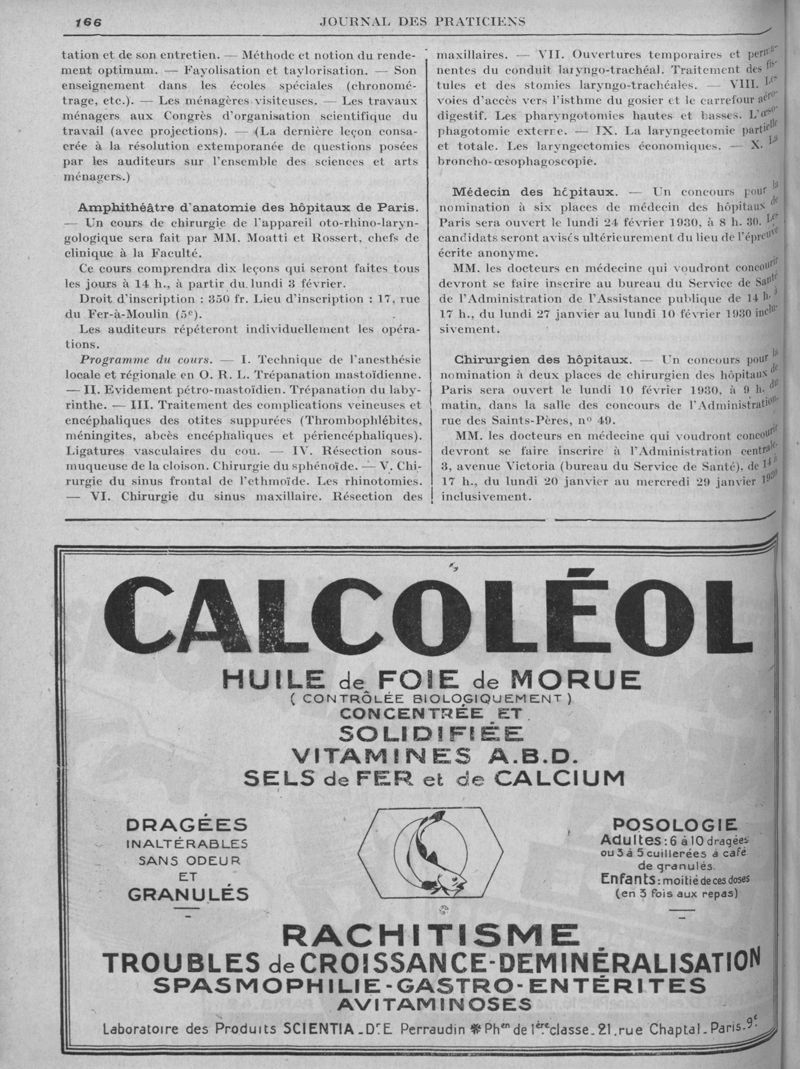 166
JOURNAL DES PRATICIENS
tation et de son entretien. — Méthode et notion du rende-
ment optimum. — Fayolisation et taylorisation. — Son
enseignement dans les écoles spéciales (chronomé-
trage, etc.). — Les ménagères visiteuses. — Les travaux
ménagers aux Congrès d'organisation scientifique du
travail (avec projections). — (La dernière leçon consa-
crée à la résolution extemporanée de questions posées
par les auditeurs sur l'ensemble des sciences et arts
ménagers.)
Amphithéâtre d'anatomie des hôpitaux de Paris.
— Un cours de chirurgie de l'appareil oto-rhino-laryn-
gologique sera fait par MM. Moatti et Rossert, chefs de
clinique à la Faculté.
Ce cours comprendra dix leçons qui seront faites tous
les jours à 14 h., à partir du lundi 3 février.
Droit d'inscription : 350 fr. Lieu d'inscription : 17, rue
du Fer-à-Moulin (5e).
Les auditeurs répéteront individuellement les opéra-
tions.
Programme du cours. — I. Technique de l'anesthésie
locale et régionale en O. R. L. Trépanation mastoïdienne.
— II. Evidement pétro-mastoïdien. Trépanation du laby-
rinthe. — III. Traitement des complications veineuses et
encéphaliques des otites suppurées (Thrombophlébites,
méningites, abcès encéphaliques et périencéphaliques).
Ligatures vasculaires du cou. — IV. Résection sous-
muqueuse de la cloison. Chirurgie du sphénoïde. — V. Chi-
rurgie du sinus frontal de l'ethmoïde. Les rhinotomies.
— VI. Chirurgie du sinus maxillaire. Résection des
maxillaires. — VII. Ouvertures temporaires et perma-
nentes du conduit laryngo-trachéal. Traitement des fis-
tules et des stomies laryngo-trachéales. — VIII. Les
voies d'accès vers l'isthme du gosier et le carrefour aéro-
digestif. Les pharyngotomies hautes et basses. L'œso-
phagotomie externe. — IX. La laryngectomie partielle
et totale. Les laryngectomies économiques. — X. La
broncho-œsophagoscopie.
Médecin des hôpitaux. — Un concours pour la
nomination à six places de médecin des hôpitaux de
Paris sera ouvert le lundi 24 février 1930, à 8 h. 30. Les
candidats seront avisés ultérieurement du lieu de l'épreuve
écrite anonyme.
MM. les docteurs en médecine qui voudront concourir
devront se faire inscrire au bureau du Service de Santé
de l'Administration de l'Assistance publique de 14 h. à
17 h., du lundi 27 janvier au lundi 10 février 1930 inclu-
sivement.
Chirurgien des hôpitaux. — Un concours pour la
nomination à deux places de chirurgien des hôpitaux de
Paris sera ouvert le lundi 10 février 1930, à 9 h. du
matin, dans la salle des concours de l'Administration,
rue des Saints-Pères, nº 49.
MM. les docteurs en médecine qui voudront concourir
devront se faire inscrire à l'Administration centrale,
3, avenue Victoria (bureau du Service de Santé), de 14 à
17 h., du lundi 20 janvier au mercredi 29 janvier 1930
inclusivement.
CALCOLÉOL
HUILE de FOIE de MORUE
(CONTRÔLÉE BIOLOGIQUEMENT)
CONCENTRÉE ET
SOLIDIFIÉE
VITAMINES A.B.D.
SELS de FER et de CALCIUM
DRAGÉES
INALTÉRABLES
SANS ODEUR
ET
GRANULÉS
POSOLOGIE
Adultes : 6 à 10 dragées
ou 3 à 5 cuillerées à café
de granulés.
Enfants : moitié de ces doses
(en 3 fois aux repas)
RACHITISME
TROUBLES de CROISSANCE-DEMINÉRALISATION
SPASMOPHILIE-GASTRO-ENTÉRITES
AVITAMINOSES
Laboratoire des Produits SCIENTIA_Dr.E Perraudin * Phen de 1ère classe_21, rue Chaptal_Paris_9e.